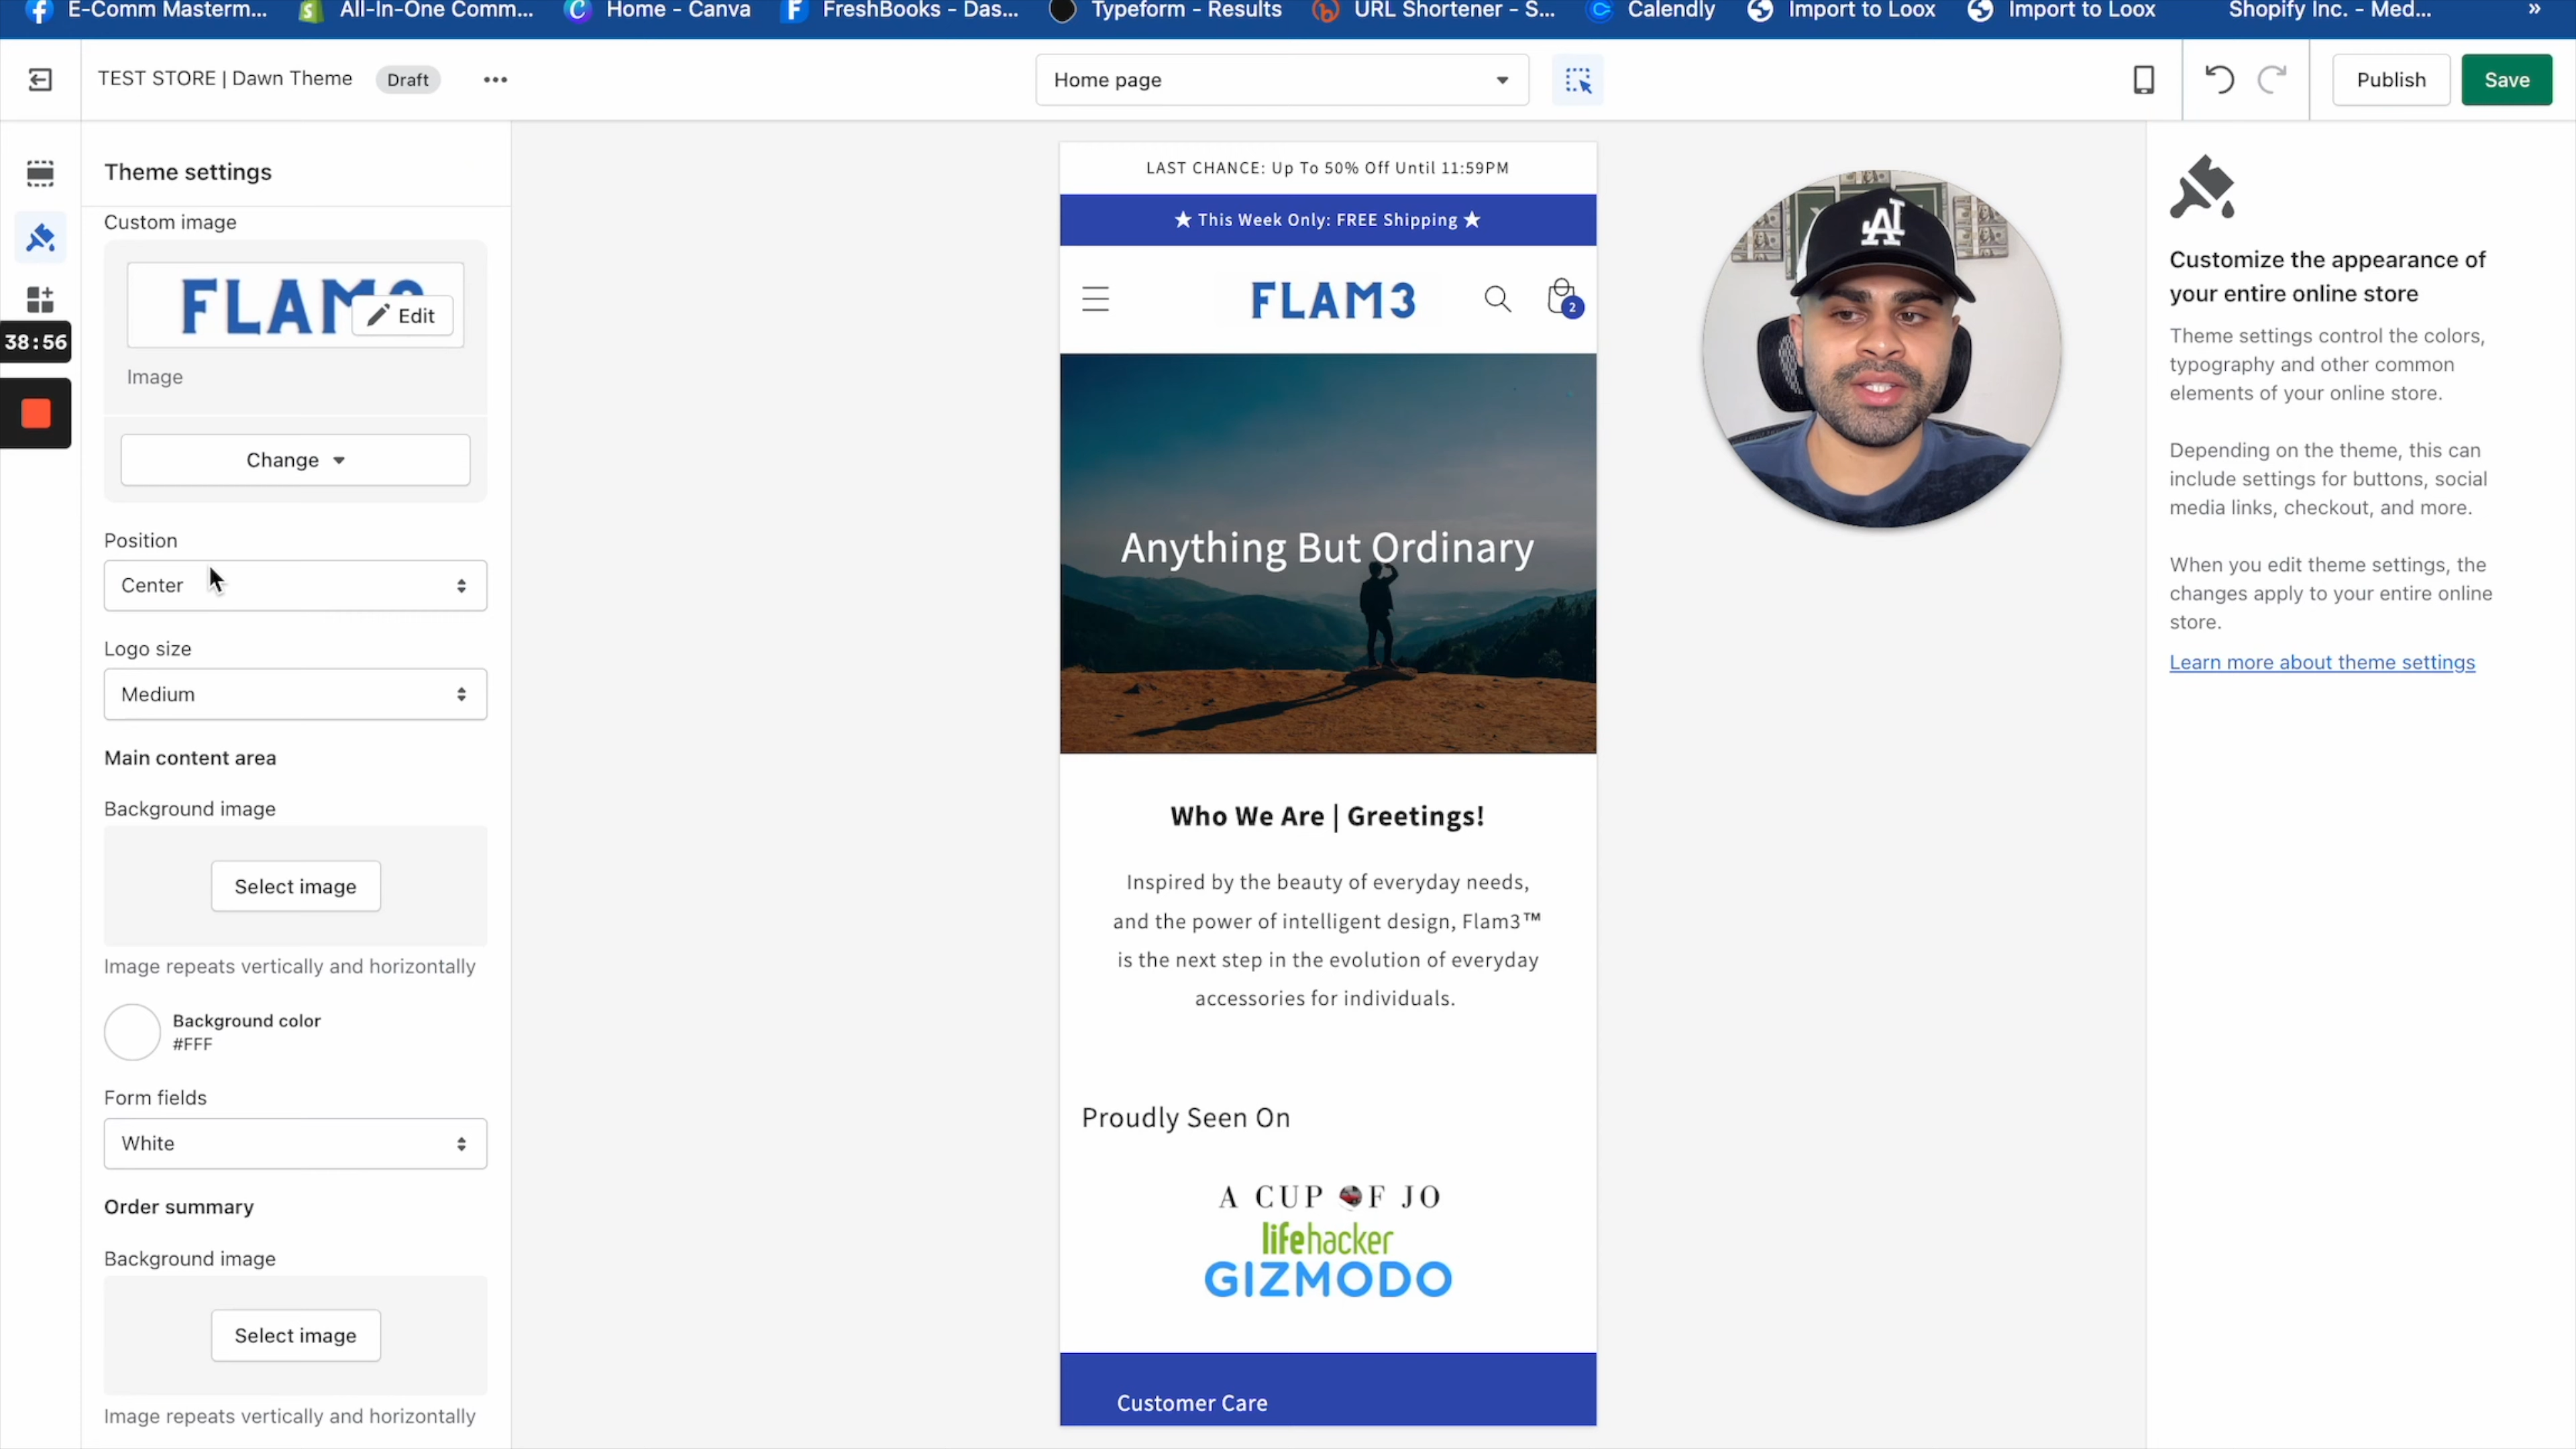 E-Comm Masterm...
All-In-One Comm...
Home - Canva
FreshBooks - Das...
Typeform - Results
URL Shortener - S...
Calendly
Import to Loox
Import to Loox
Shopify Inc. - Med...
»
TEST STORE | Dawn Theme
Draft
Home page
Publish
Save
Theme settings
Custom image
FLAM3
Edit
38:56
Image
Change
Position
Center
Logo size
Medium
Main content area
Background image
Select image
Image repeats vertically and horizontally
Background color
#FFF
Form fields
White
Order summary
Background image
Select image
Image repeats vertically and horizontally
LAST CHANCE: Up To 50% Off Until 11:59PM
★ This Week Only: FREE Shipping ★
FLAM3
2
Anything But Ordinary
Who We Are | Greetings!
Inspired by the beauty of everyday needs,
and the power of intelligent design, Flam3™
is the next step in the evolution of everyday
accessories for individuals.
Proudly Seen On
A CUP OF JO
lifehacker
GIZMODO
Customer Care
Customize the appearance of
your entire online store
Theme settings control the colors,
typography and other common
elements of your online store.
Depending on the theme, this can
include settings for buttons, social
media links, checkout, and more.
When you edit theme settings, the
changes apply to your entire online
store.
Learn more about theme settings